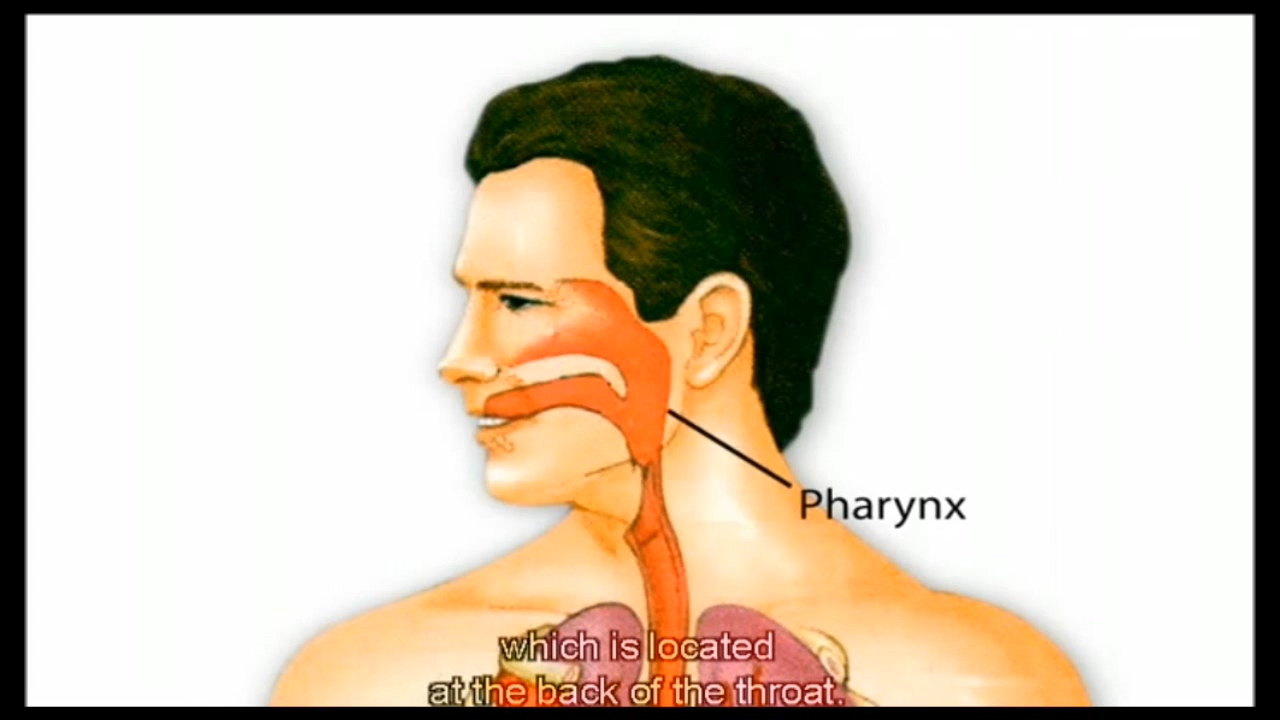 Pharynx
which is located
at the back of the throat.